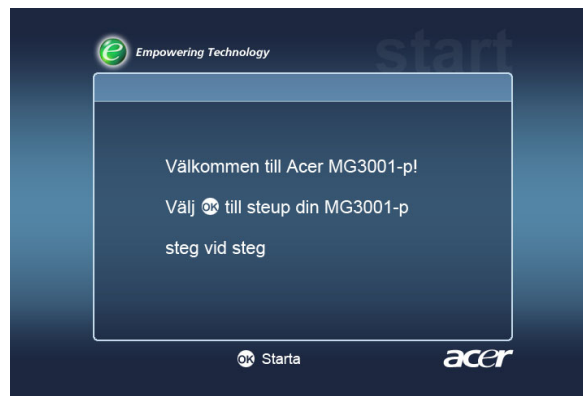 e Empowering Technology
start
Välkommen till Acer MG3001-p!
Välj OK till steup din MG3001-p
steg vid steg
OK Starta
acer